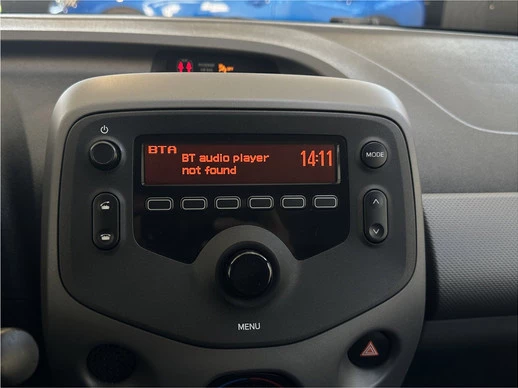 BTA
BT audio player
not found
14:11
MODE
MENU